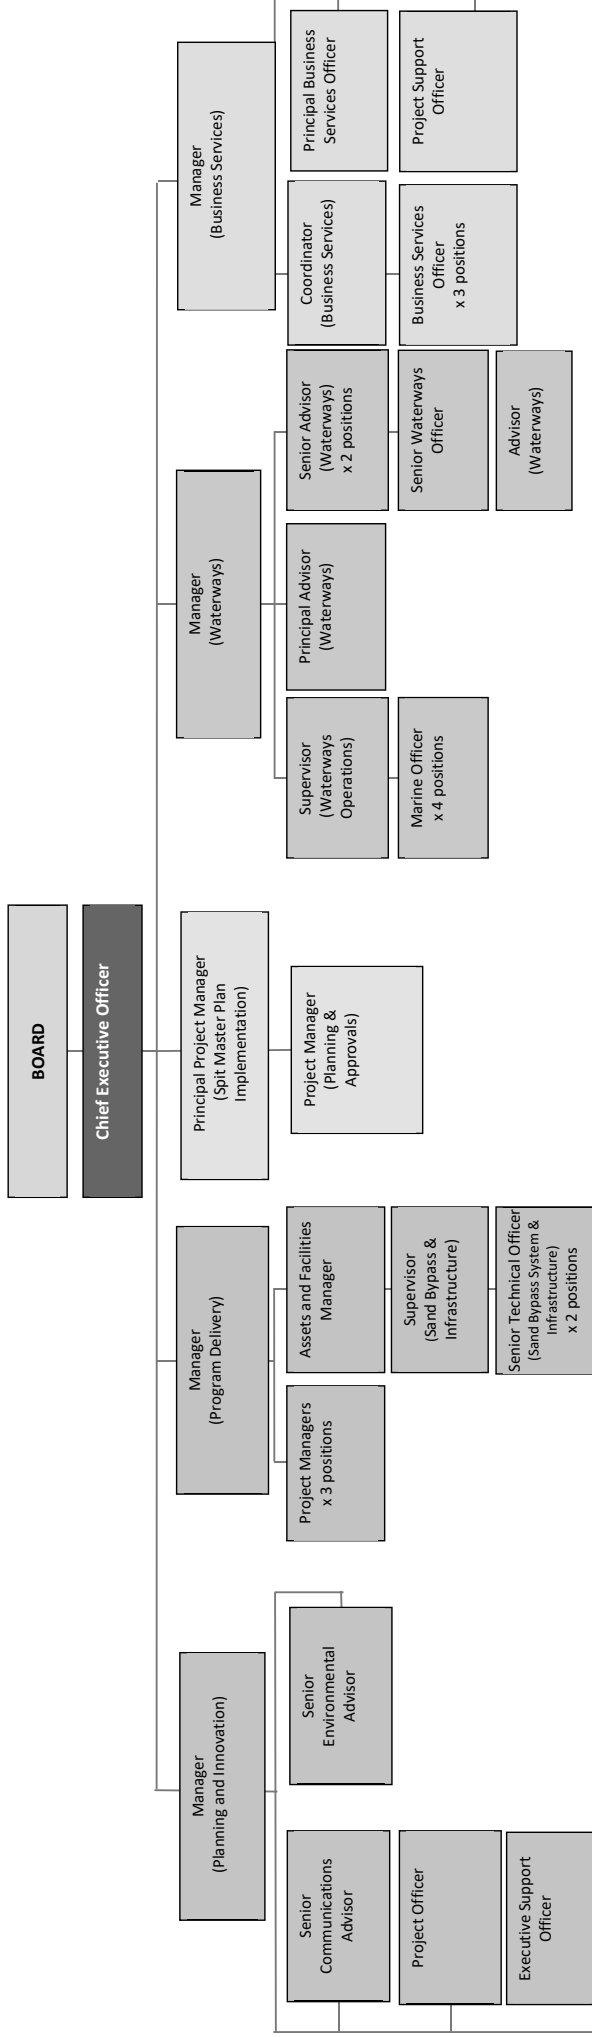 BOARD
Chief Executive Officer
Manager
(Planning and Innovation)
Senior
Communications
Advisor
Project Officer
Executive Support
Officer
Senior
Environmental
Advisor
Manager
(Program Delivery)
Project Managers
x 3 positions
Assets and Facilities
Manager
Supervisor
(Sand Bypass &
Infrastructure)
Senior Technical Officer
(Sand Bypass System &
Infrastructure)
x 2 positions
Principal Project Manager
(Spit Master Plan
Implementation)
Project Manager
(Planning &
Approvals)
Manager
(Waterways)
Supervisor
(Waterways
Operations)
Marine Officer
x 4 positions
Principal Advisor
(Waterways)
Senior Advisor
(Waterways)
x 2 positions
Senior Waterways
Officer
Advisor
(Waterways)
Manager
(Business Services)
Coordinator
(Business Services)
Business Services
Officer
x 3 positions
Principal Business
Services Officer
Project Support
Officer